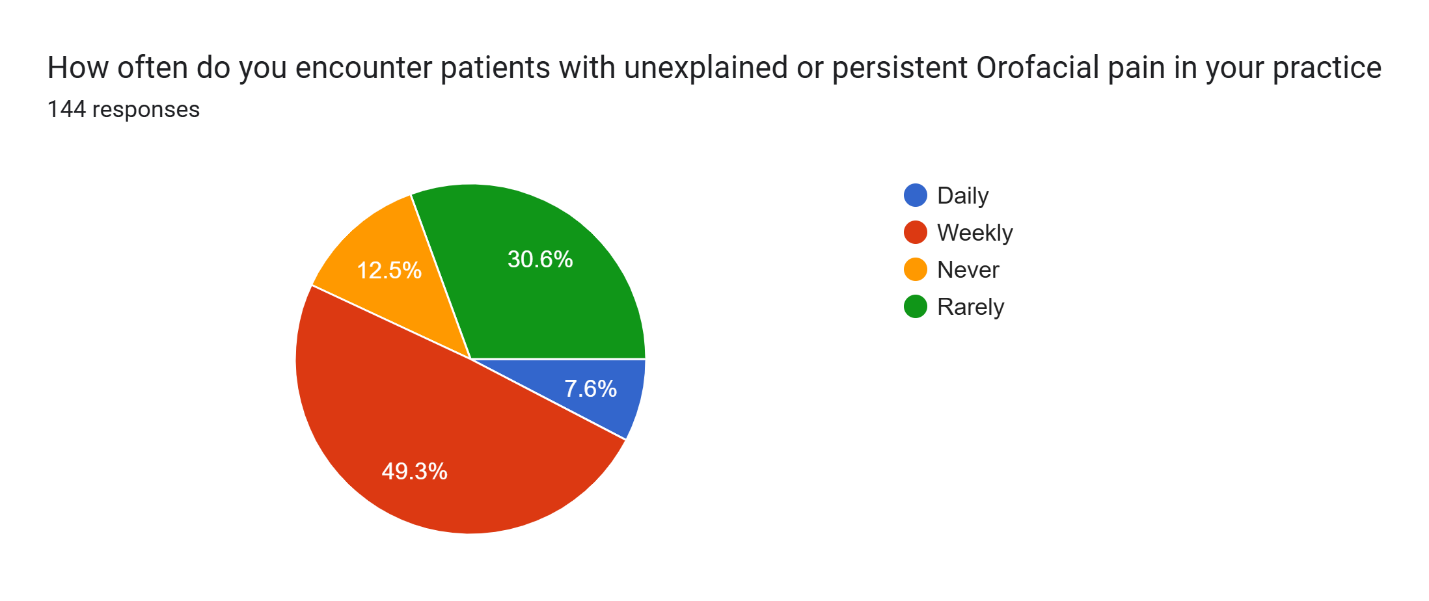 How often do you encounter patients with unexplained or persistent Orofacial pain in your practice
144 responses
30.6%
12.5%
7.6%
49.3%
Daily
Weekly
Never
Rarely